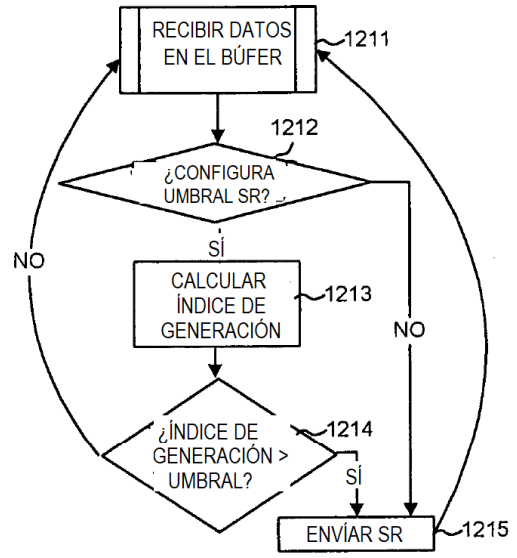 RECIBIR DATOS
EN EL BÚFER
1211
1212
¿CONFIGURA
UMBRAL SR?
SÍ
NO
CALCULAR
ÍNDICE DE
GENERACIÓN
1213
NO
1214
¿ÍNDICE DE
GENERACIÓN >
UMBRAL?
SÍ
ENVÍAR SR
1215